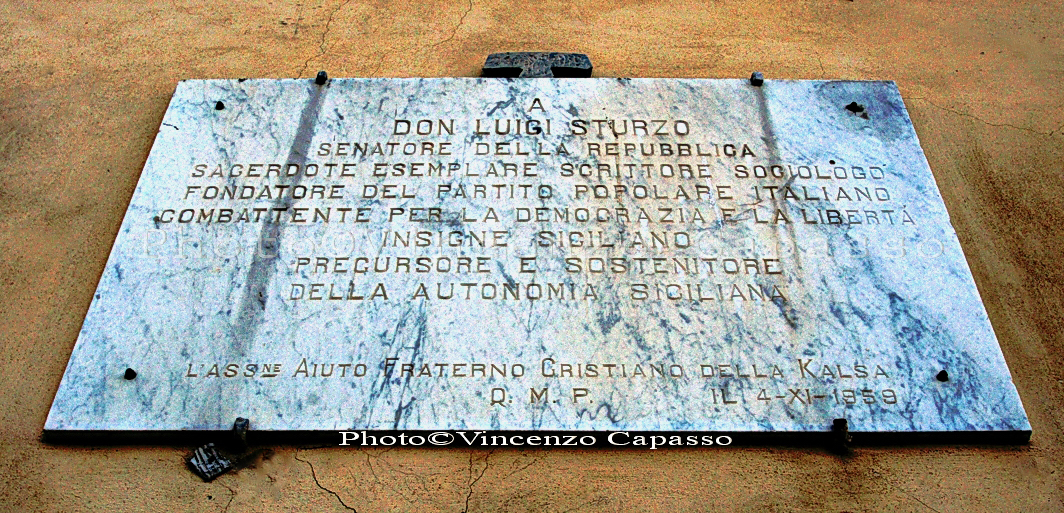 A
DON LUIGI STURZO
SENATORE DELLA REPUBBLICA
SACERDOTE ESEMPLARE SCRITTORE SOCIOLOGO
FONDATORE DEL PARTITO POPOLARE ITALIANO
COMBATTENTE PER LA DEMOCRAZIA E LA LIBERTÀ
INSIGNE SICILIANO
PRECURSORE E SOSTENITORE
DELLA AUTONOMIA SICILIANA
L'ASSNE AIUTO FRATERNO CRISTIANO DELLA KALSA
Q. M. P. IL 4-XI-1959
Photo©Vincenzo Capasso